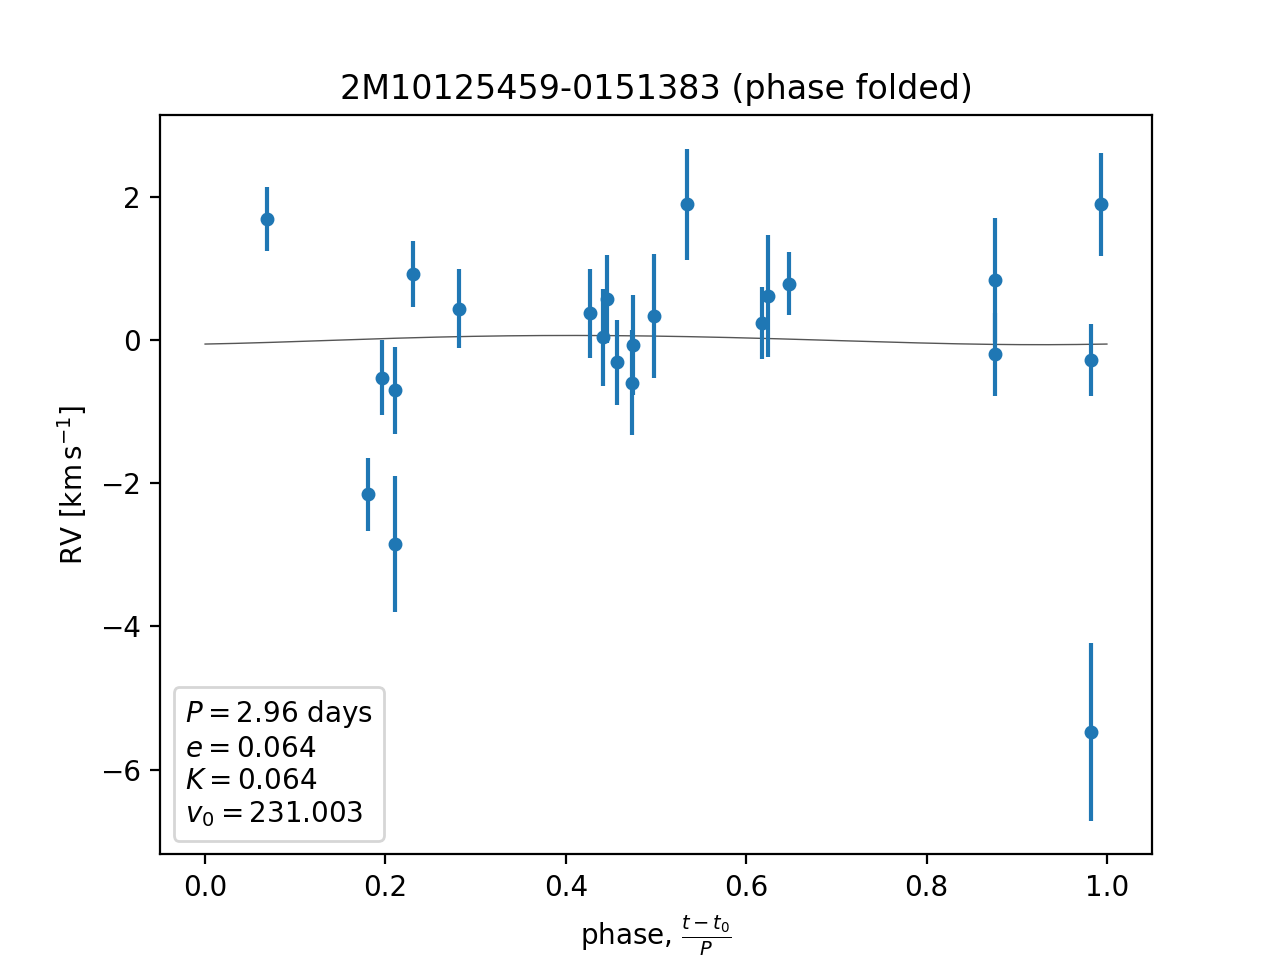 2M10125459-0151383 (phase folded)
RV [km s⁻¹]
2
0
−2
−4
−6
P = 2.96 days
e = 0.064
K = 0.064
v₀ = 231.003
0.0 0.2 0.4 0.6 0.8 1.0
phase, (t − t₀)/P